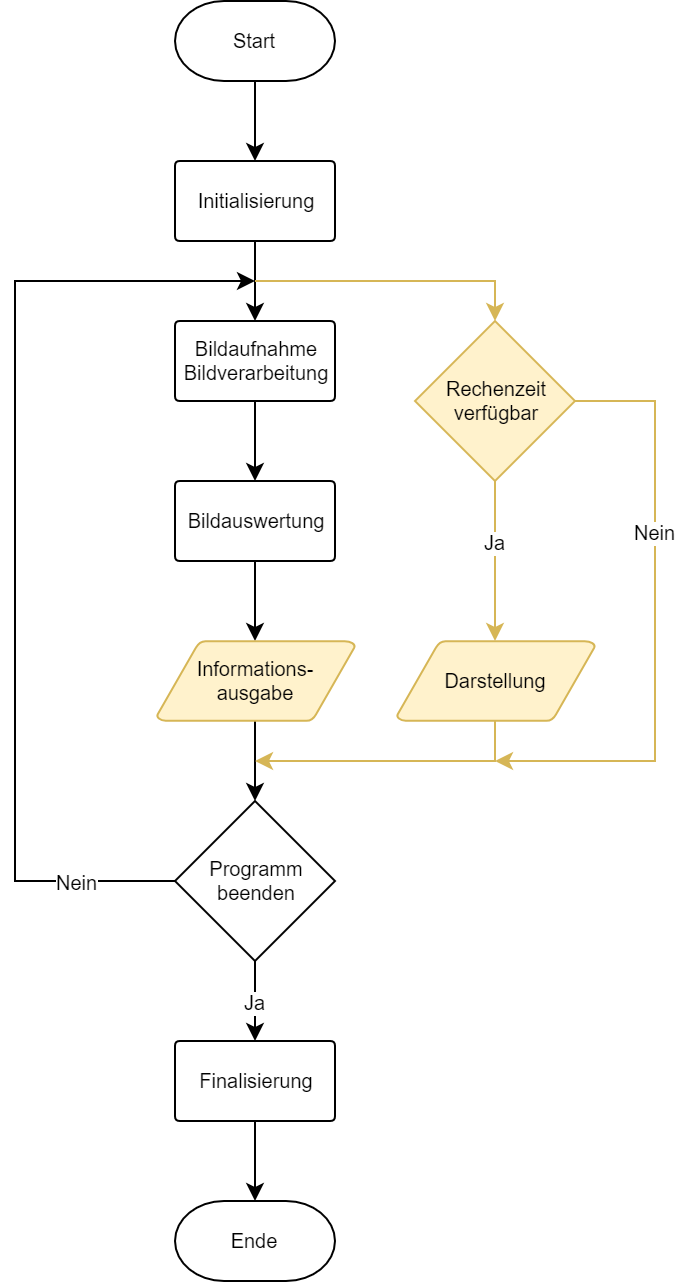 Start
Initialisierung
Bildaufnahme
Bildverarbeitung
Rechenzeit
verfügbar
Bildauswertung
Ja
Nein
Informations-
ausgabe
Darstellung
Programm
beenden
Nein
Ja
Finalisierung
Ende